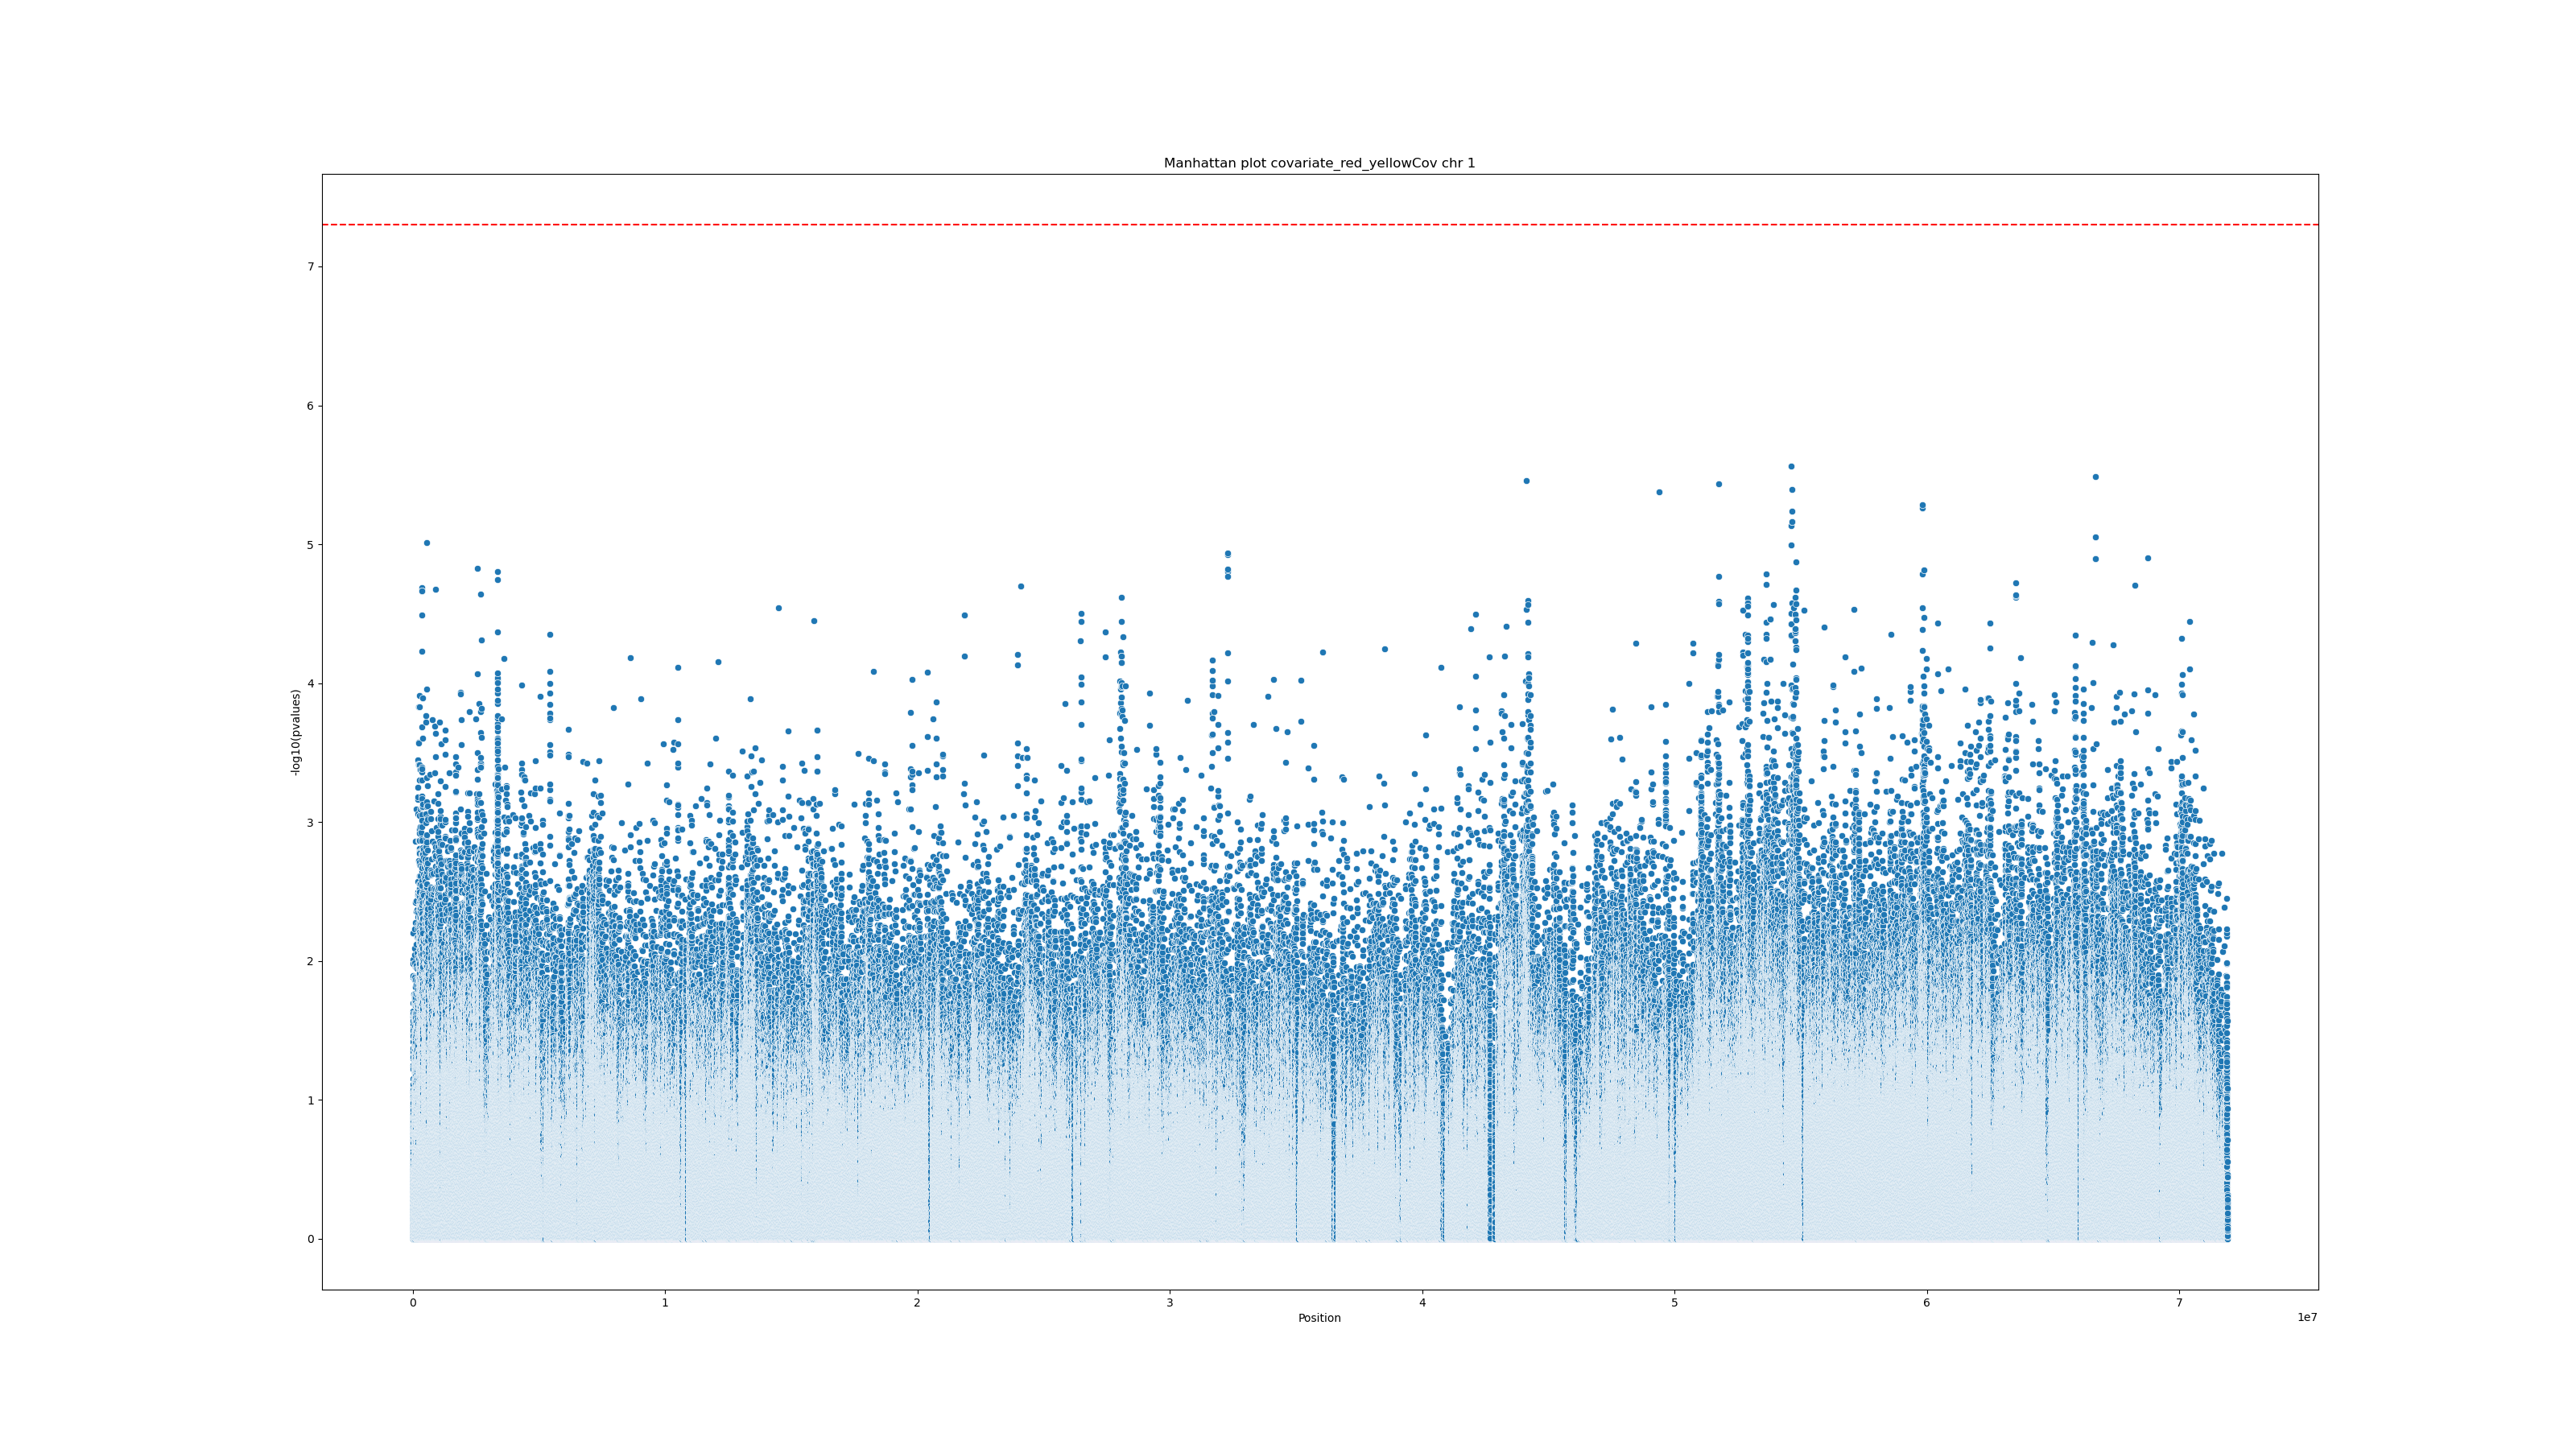 Manhattan plot covariate_red_yellowCov chr 1
-log10(pvalues)
7
6
5
4
3
2
1
0
0 1 2 3 4 5 6 7
1e7
Position